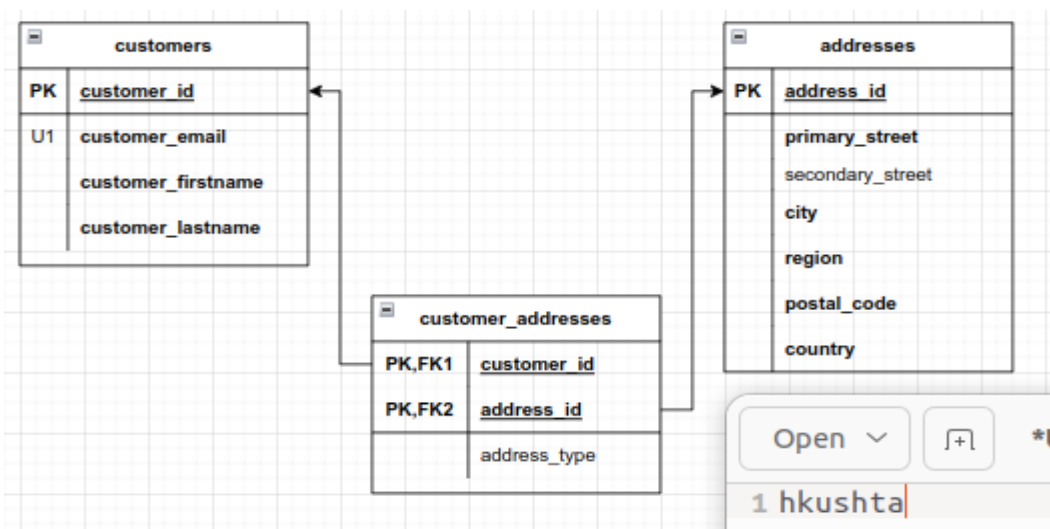 customers
PK customer_id
U1 customer_email
customer_firstname
customer_lastname
addresses
PK address_id
primary_street
secondary_street
city
region
postal_code
country
customer_addresses
PK,FK1 customer_id
PK,FK2 address_id
address_type
Open
1 hkushta